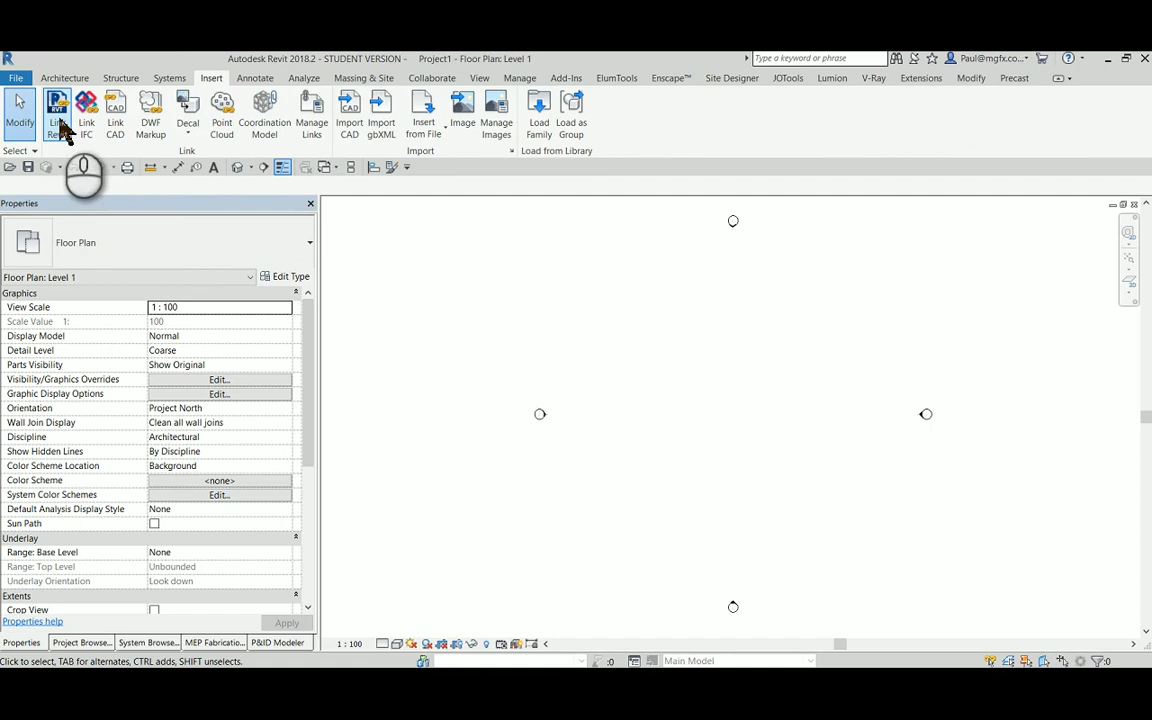 Autodesk Revit 2018.2 - STUDENT VERSION - Project1 - Floor Plan: Level 1
Type a keyword or phrase
Paul@mgfx.co...
File Architecture Structure Systems Insert Annotate Analyze Massing & Site Collaborate View Manage Add-Ins ElumTools Enscape™ Site Designer JOTools Lumion V-Ray Extensions Modify Precast
Modify
Link IFC
Link CAD
DWF Markup
Decal
Point Cloud
Coordination Model
Manage Links
Import CAD
Import gbXML
Insert from File
Image
Manage Images
Load Family
Load as Group
Select
Link
Import
Load from Library
Properties
Floor Plan
Floor Plan: Level 1
Edit Type
Graphics
View Scale 1 : 100
Scale Value 1: 100
Display Model Normal
Detail Level Coarse
Parts Visibility Show Original
Visibility/Graphics Overrides Edit...
Graphic Display Options Edit...
Orientation Project North
Wall Join Display Clean all wall joins
Discipline Architectural
Show Hidden Lines By Discipline
Color Scheme Location Background
Color Scheme <none>
System Color Schemes Edit...
Default Analysis Display Style None
Sun Path
Underlay
Range: Base Level None
Range: Top Level Unbounded
Underlay Orientation Look down
Extents
Crop View
Properties help
Apply
Properties Project Browse... System Browse... MEP Fabricatio... P&ID Modeler
1 : 100
Click to select, TAB for alternates, CTRL adds, SHIFT unselects.
:0
Main Model
:0